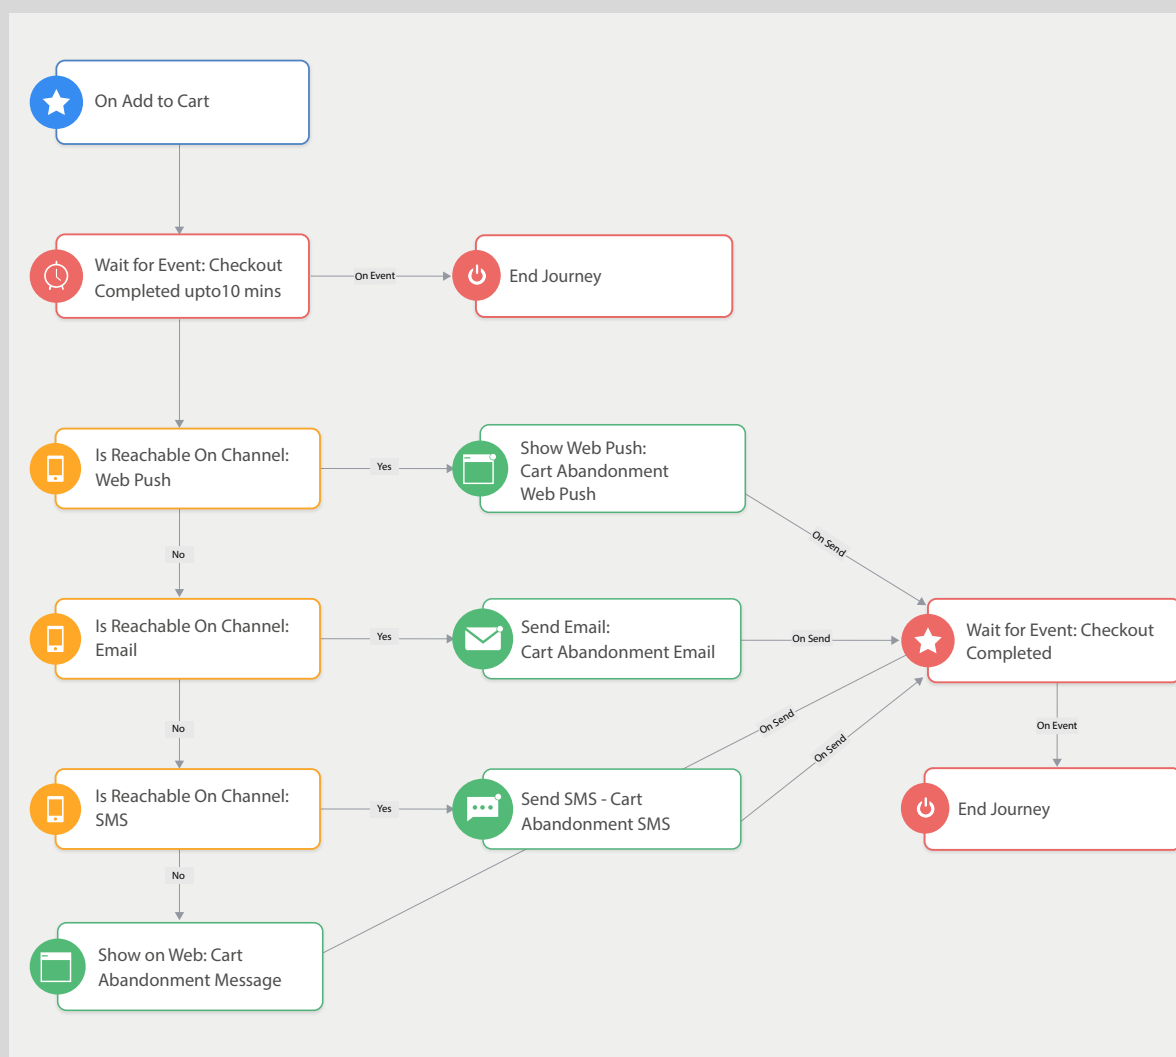 On Add to Cart
Wait for Event: Checkout
Completed upto10 mins
On Event
End Journey
Is Reachable On Channel:
Web Push
Yes
Show Web Push:
Cart Abandonment
Web Push
On Send
No
Is Reachable On Channel:
Email
Yes
Send Email:
Cart Abandonment Email
On Send
Wait for Event: Checkout
Completed
No
On Send
On Send
On Event
Is Reachable On Channel:
SMS
Yes
Send SMS - Cart
Abandonment SMS
End Journey
No
Show on Web: Cart
Abandonment Message